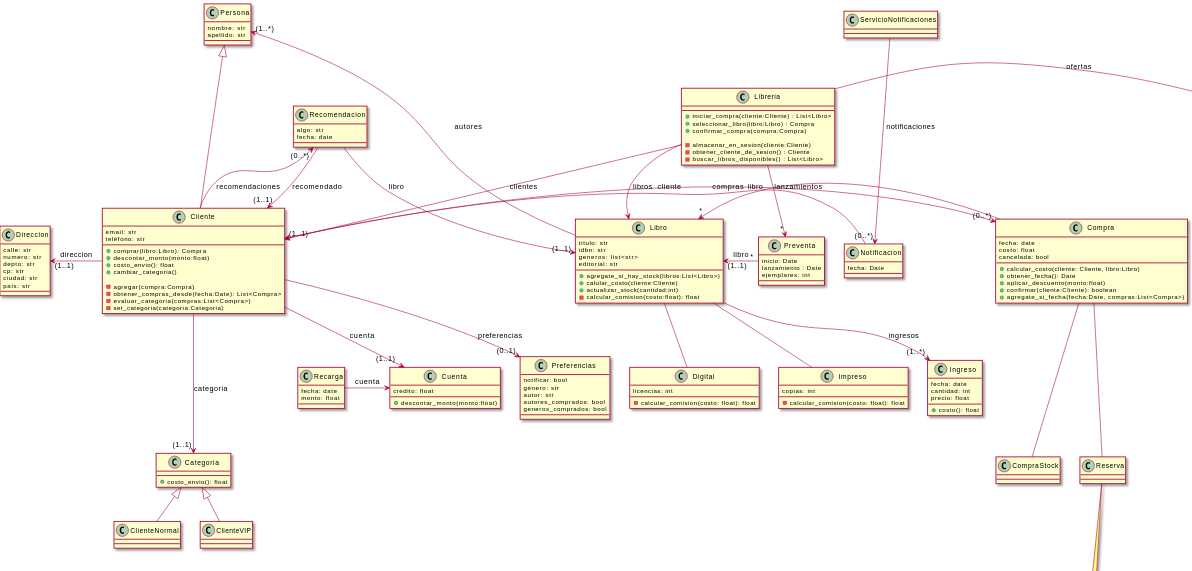 C Persona
nombre: str
apellido: str
(1..*)
C ServicioNotificaciones
ofertas
C Libreria
iniciar_compra(cliente:Cliente) : List<Libro>
seleccionar_libro(libro:Libro) : Compra
confirmar_compra(compra:Compra)
almacenar_en_sesion(cliente:Cliente)
obtener_cliente_de_sesion() : Cliente
buscar_libros_disponibles() : List<Libro>
C Recomendacion
algo: str
fecha: date
(0..*)
autores
notificaciones
recomendaciones
recomendado
libro
clientes
libros
cliente
compras
libro
lanzamientos
(1..1)
C Cliente
email: str
teléfono: str
comprar(libro:Libro): Compra
descontar_monto(monto:float)
costo_envio(): float
cambiar_categoria()
agregar(compra:Compra)
obtener_compras_desde(fecha:Date): List<Compra>
evaluar_categoria(compras:List<Compra>)
set_categoria(categoria:Categoria)
(1..1)
C Direccion
calle: str
numero: str
depto: str
cp: str
ciudad: str
pais: str
direccion
(1..1)
*
C Libro
titulo: str
idbn: str
generos: list<str>
editorial: str
agregate_si_hay_stock(libros:List<Libro>)
calular_costo(cliente:Cliente)
actualizar_stock(cantidad:int)
calcular_comision(costo:float): float
(1..1)
*
C Preventa
inicio: Date
lanzamiento : Date
ejemplares: int
libro
*
(1..1)
(0..*)
C Notificacion
fecha: Date
(0..*)
C Compra
fecha: date
costo: float
cancelada: bool
calcular_costo(cliente: Cliente, libro:Libro)
obtener_fecha(): Date
aplicar_descuento(monto:float)
confirmar(cliente:Cliente): boolean
agregate_si_fecha(fecha:Date, compras:List<Compra>)
cuenta
preferencias
ingresos
(1..1)
(0..1)
(1..*)
C Recarga
fecha: date
monto: float
cuenta
C Cuenta
credito: float
descontar_monto(monto:float)
C Preferencias
notificar: bool
género: str
autor: str
autores_comprados: bool
generos_comprados: bool
C Digital
licencias: int
calcular_comision(costo: float): float
C Impreso
copias: int
calcular_comision(costo: float): float
C Ingreso
fecha: date
cantidad: int
precio: float
costo(): float
categoria
(1..1)
C Categoria
costo_envio(): float
C CompraStock
C Reserva
C ClienteNormal
C ClienteVIP